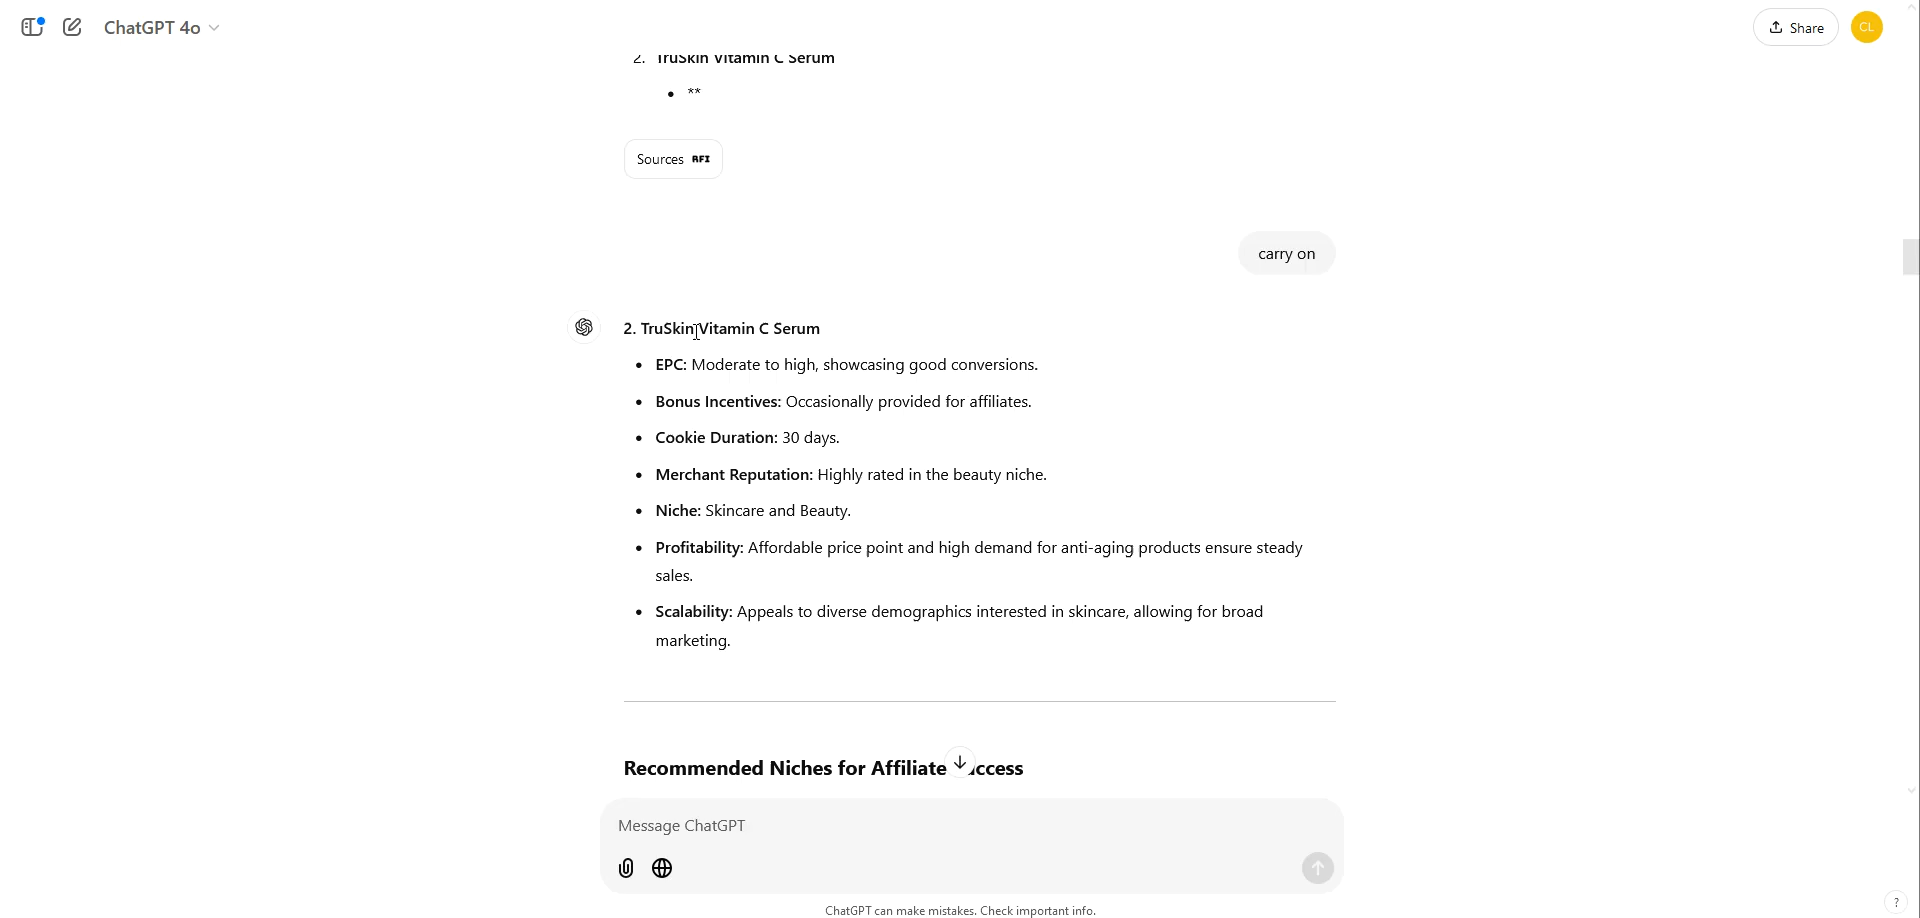 ChatGPT 4o
Share
CL
2. TruSkin Vitamin C Serum
• **
Sources AFI
carry on
2. TruSkin Vitamin C Serum
• EPC: Moderate to high, showcasing good conversions.
• Bonus Incentives: Occasionally provided for affiliates.
• Cookie Duration: 30 days.
• Merchant Reputation: Highly rated in the beauty niche.
• Niche: Skincare and Beauty.
• Profitability: Affordable price point and high demand for anti-aging products ensure steady
sales.
• Scalability: Appeals to diverse demographics interested in skincare, allowing for broad
marketing.
Recommended Niches for Affiliate ccess
Message ChatGPT
ChatGPT can make mistakes. Check important info.
?